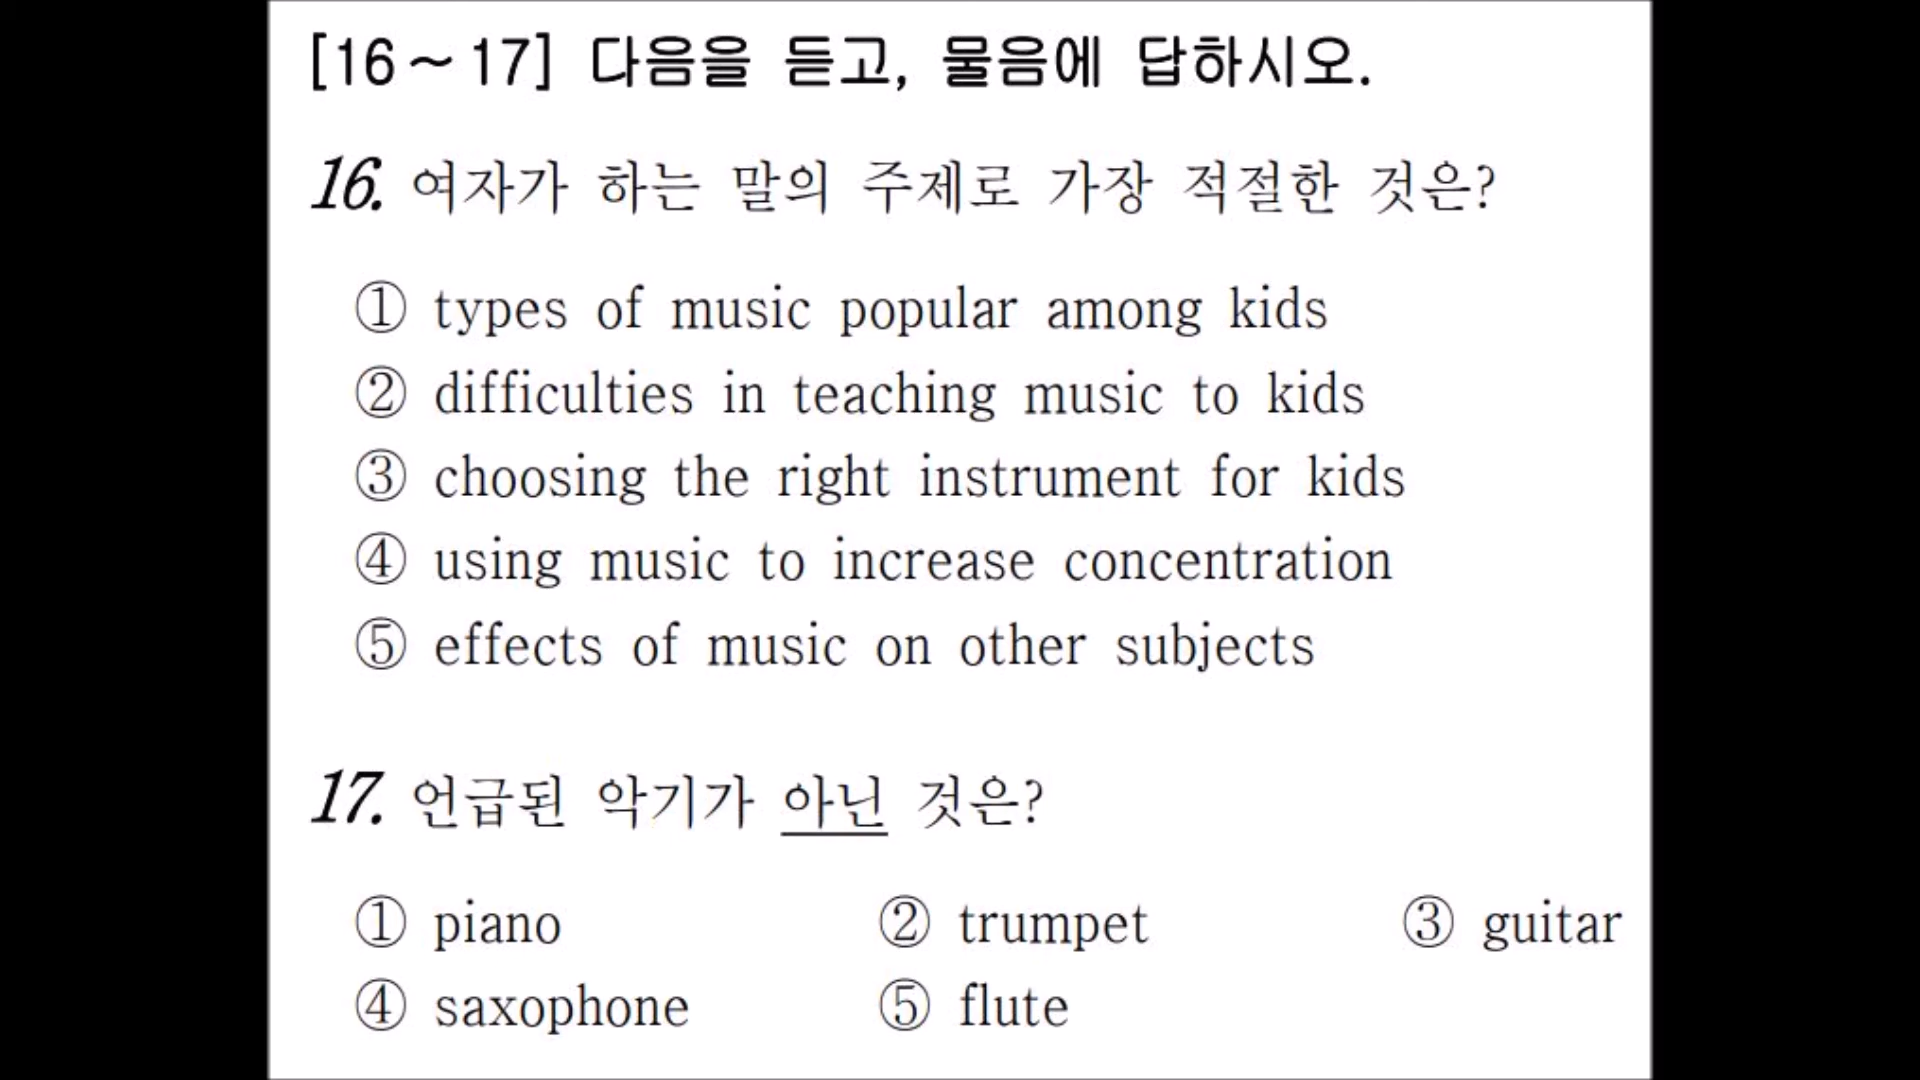 [16~17] 다음을 듣고, 물음에 답하시오.
16. 여자가 하는 말의 주제로 가장 적절한 것은?
① types of music popular among kids
② difficulties in teaching music to kids
③ choosing the right instrument for kids
④ using music to increase concentration
⑤ effects of music on other subjects
17. 언급된 악기가 아닌 것은?
① piano ② trumpet ③ guitar
④ saxophone ⑤ flute